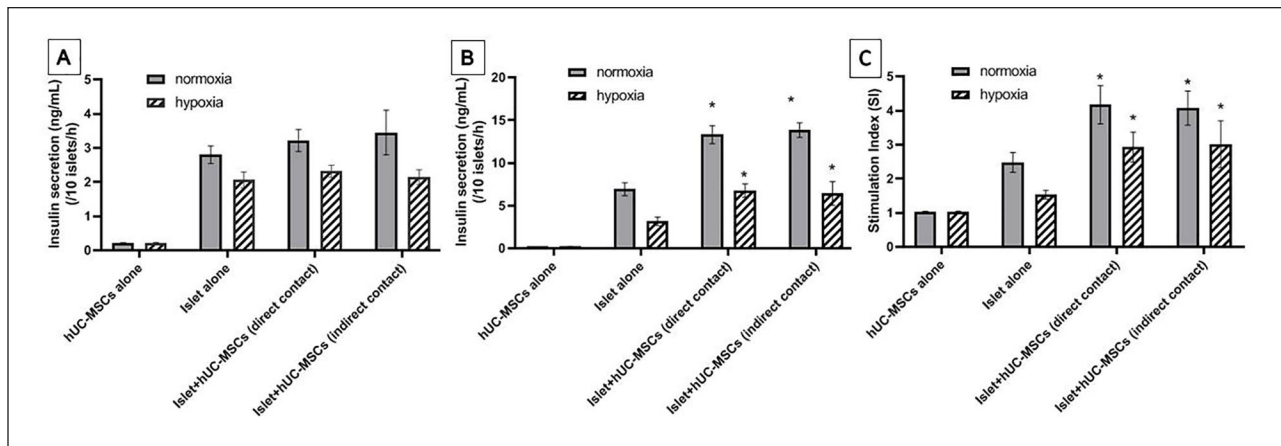 A
normoxia
hypoxia
Insulin secretion (ng/mL)
(/10 islets/h)
5
4
3
2
1
0
hUC-MSCs alone
Islet alone
Islet+hUC-MSCs (direct contact)
Islet+hUC-MSCs (indirect contact)
B
normoxia
hypoxia
Insulin secretion (ng/mL)
(/10 islets/h)
20
15
10
5
0
* * * *
hUC-MSCs alone
Islet alone
Islet+hUC-MSCs (direct contact)
Islet+hUC-MSCs (indirect contact)
C
normoxia
hypoxia
Stimulation Index (SI)
5
4
3
2
1
0
* * * *
hUC-MSCs alone
Islet alone
Islet+hUC-MSCs (direct contact)
Islet+hUC-MSCs (indirect contact)